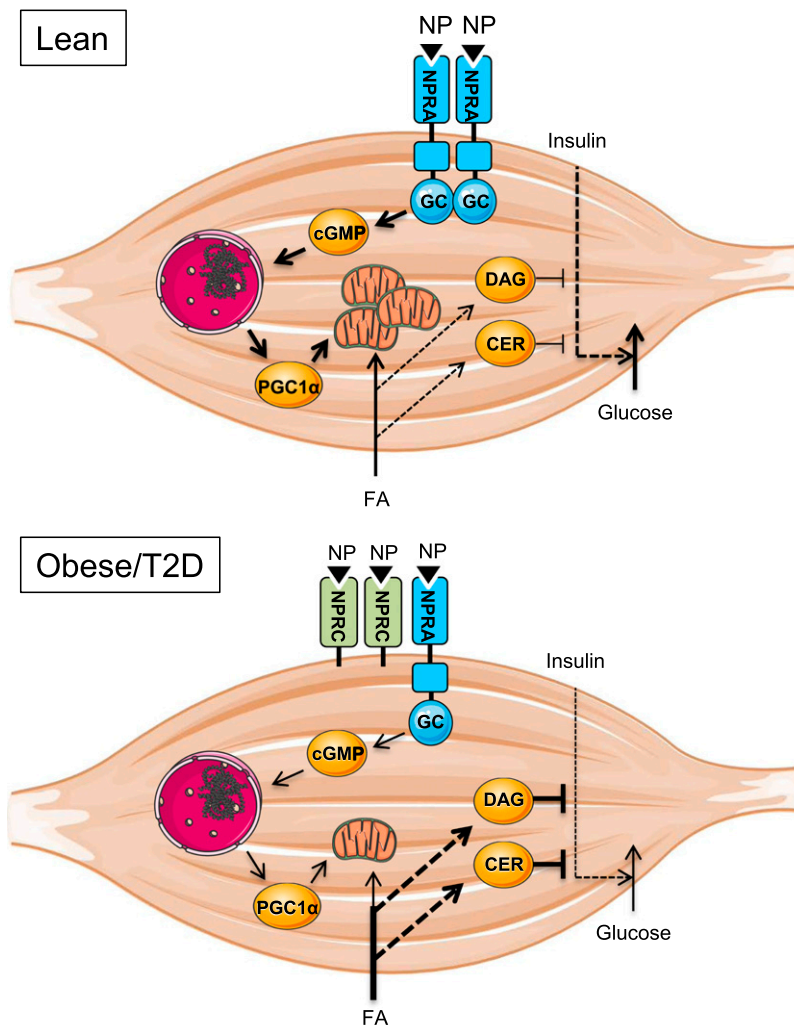 Lean
NP NP
NPRA NPRA
Insulin
GC GC
cGMP
DAG
CER
PGC1α
Glucose
FA
Obese/T2D
NP NP NP
NPRC NPRC NPRA
Insulin
GC
cGMP
DAG
CER
PGC1α
Glucose
FA